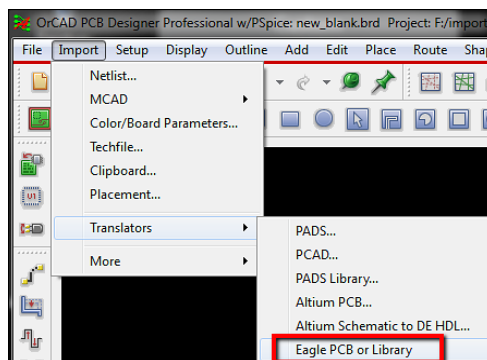 OrCAD PCB Designer Professional w/PSpice: new_blank.brd Project: F:/import
File Import Setup Display Outline Add Edit Place Route Sha
Netlist...
MCAD
Color/Board Parameters...
Techfile...
Clipboard...
Placement...
Translators
More
PADS...
PCAD...
PADS Library...
Altium PCB...
Altium Schematic to DE HDL...
Eagle PCB or Library
U1